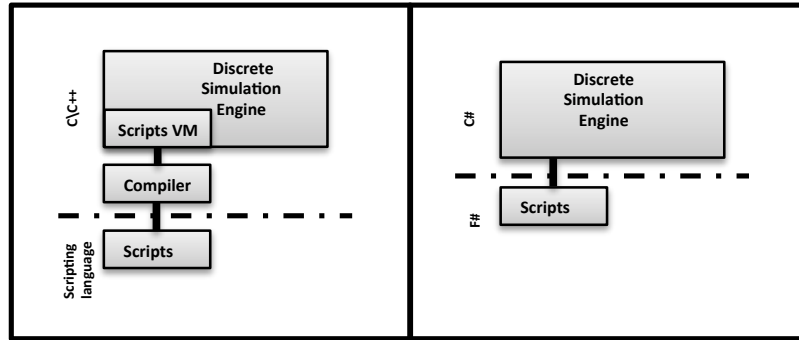 C\C++
Discrete
Simulation
Engine
Scripts VM
Compiler
Scripting
language
Scripts
C#
Discrete
Simulation
Engine
F#
Scripts